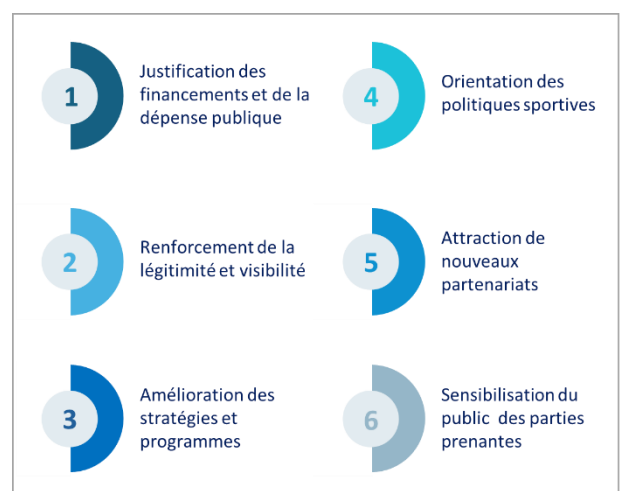 1
Justification des
financements et de la
dépense publique
2
Renforcement de la
légitimité et visibilité
3
Amélioration des
stratégies et
programmes
4
Orientation des
politiques sportives
5
Attraction de
nouveaux
partenariats
6
Sensibilisation du
public  des parties
prenantes